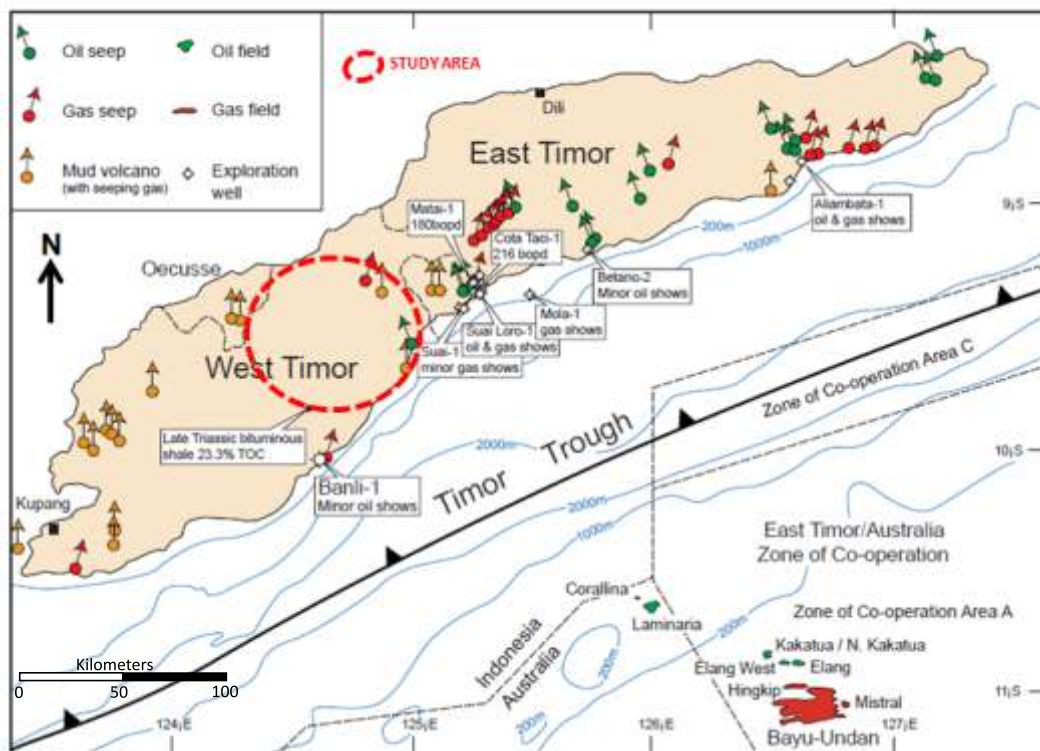 Oil seep
Oil field
Gas seep
Gas field
Mud volcano
(with seeping gas)
Exploration
well
STUDY AREA
N
Dili
East Timor
Matai-1
180bopd
Cota Taci-1
216 bopd
Aliambata-1
oil & gas shows
200m
1000m
9¡S
Oecusse
Betano-2
Minor oil shows
Mola-1
gas shows
Suai Loro-1
oil & gas shows
Suai-1
minor gas shows
West Timor
Zone of Co-operation Area C
Late Triassic bituminous
shale 23.3% TOC
2000m
Timor Trough
10¡S
Banli-1
Minor oil shows
Kupang
2000m
1000m
East Timor/Australia
Zone of Co-operation
Corallina
Laminaria
Zone of Co-operation Area A
200m
Indonesia
Australia
200m
Kakatua / N. Kakatua
Elang West
Elang
Hingkip
Mistral
Bayu-Undan
11¡S
Kilometers
0 50 100
124¡E
125¡E
200m
126¡E
127¡E